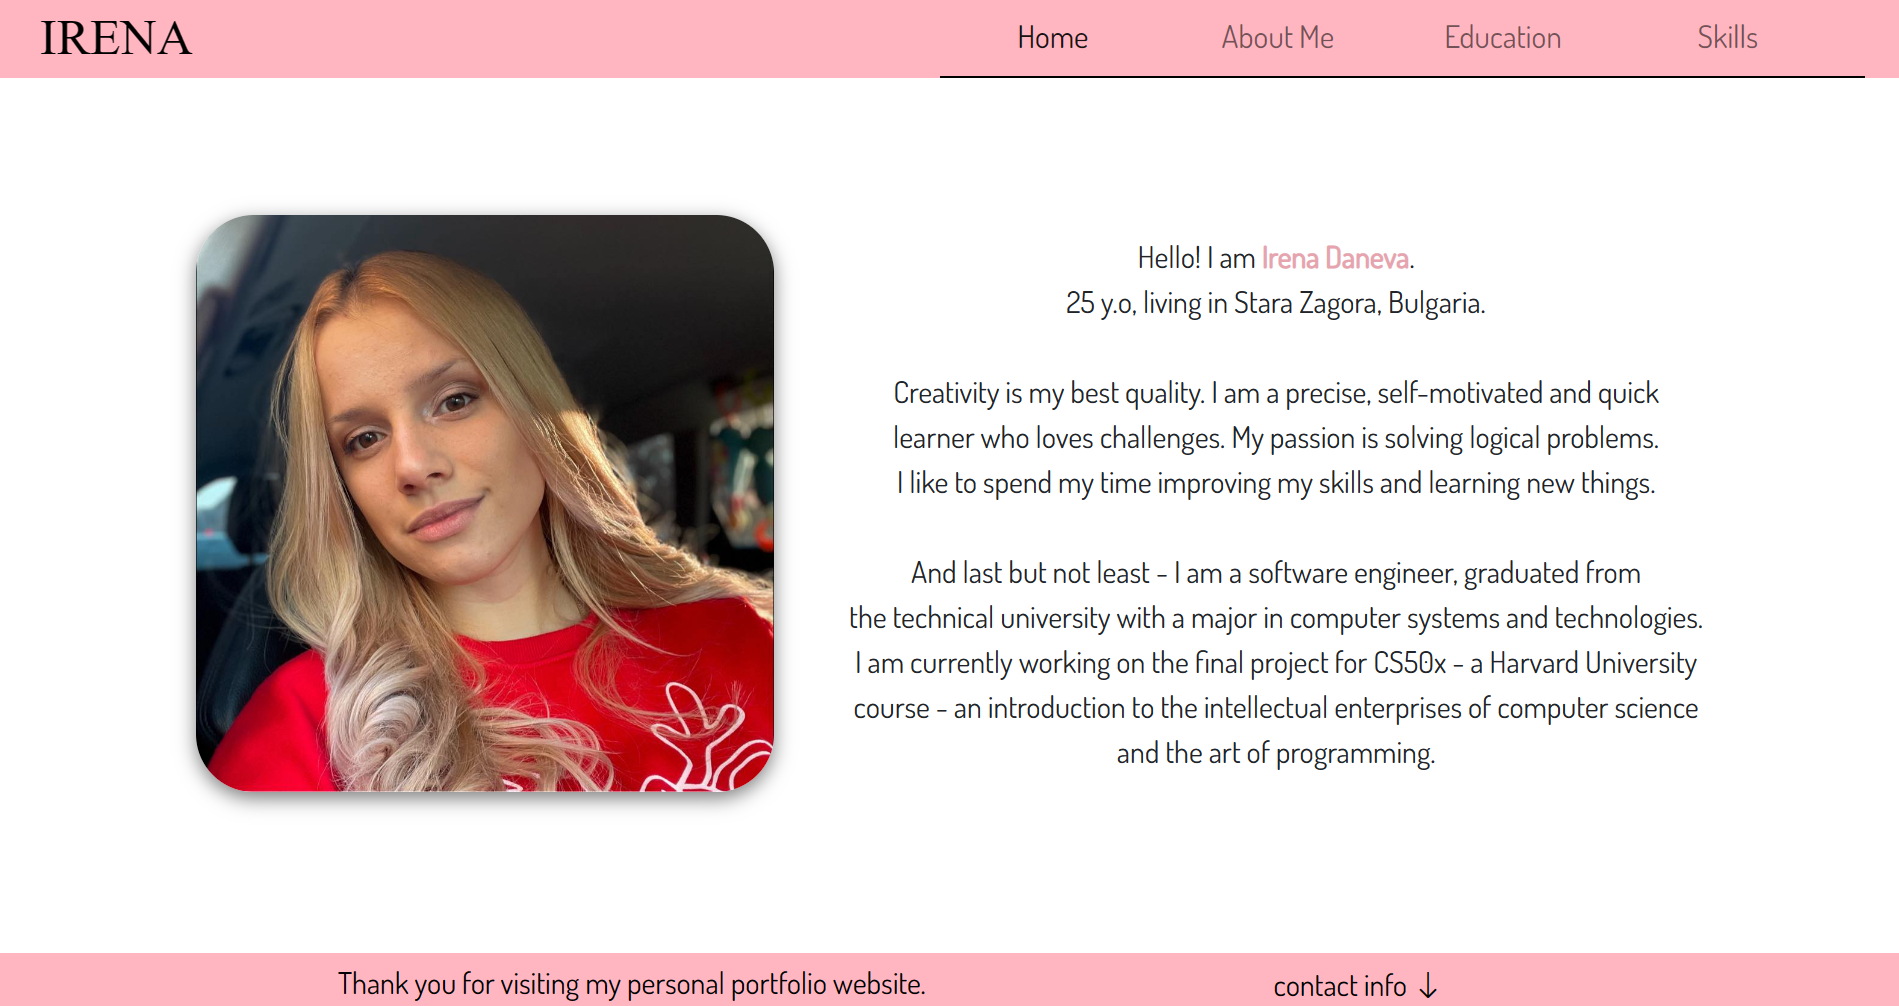 IRENA
Home About Me Education Skills
Hello! I am Irena Daneva.
25 y.o, living in Stara Zagora, Bulgaria.
Creativity is my best quality. I am a precise, self-motivated and quick
learner who loves challenges. My passion is solving logical problems.
I like to spend my time improving my skills and learning new things.
And last but not least - I am a software engineer, graduated from
the technical university with a major in computer systems and technologies.
I am currently working on the final project for CS50x - a Harvard University
course - an introduction to the intellectual enterprises of computer science
and the art of programming.
Thank you for visiting my personal portfolio website.
contact info ↓